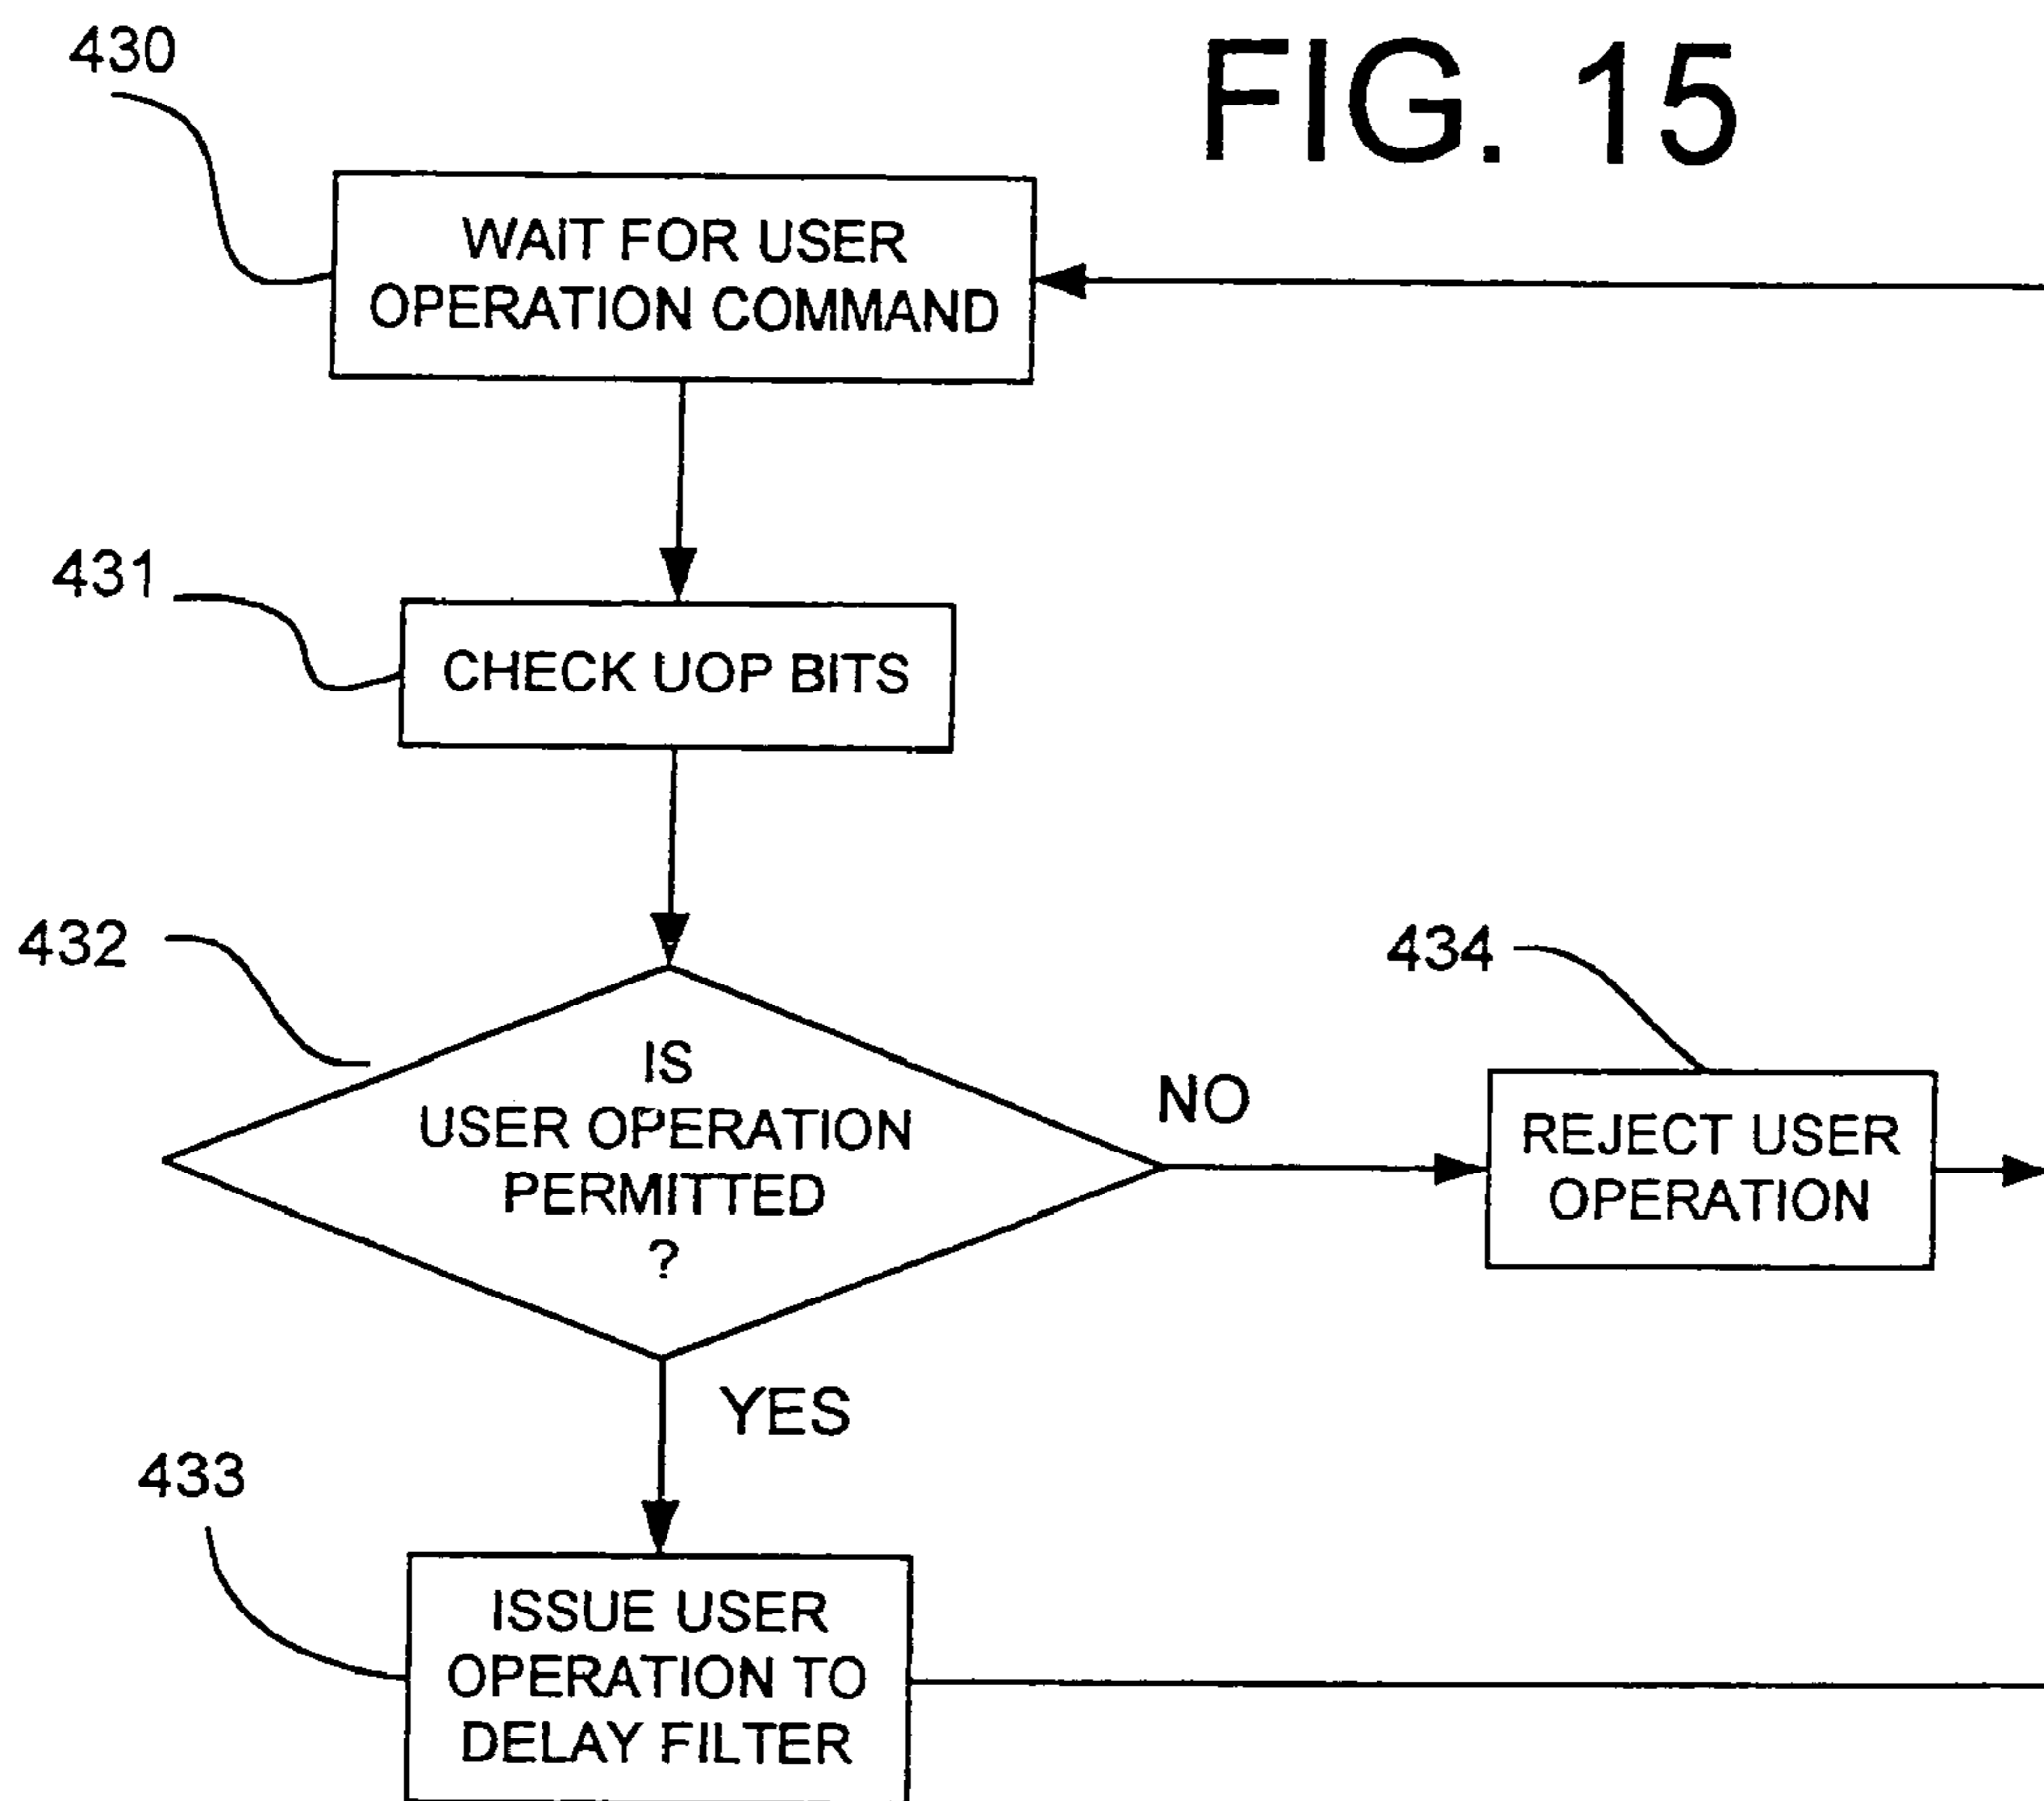 FIG. 15
430
WAIT FOR USER
OPERATION COMMAND
431
CHECK UOP BITS
432
IS
USER OPERATION
PERMITTED
?
NO
434
REJECT USER
OPERATION
YES
433
ISSUE USER
OPERATION TO
DELAY FILTER